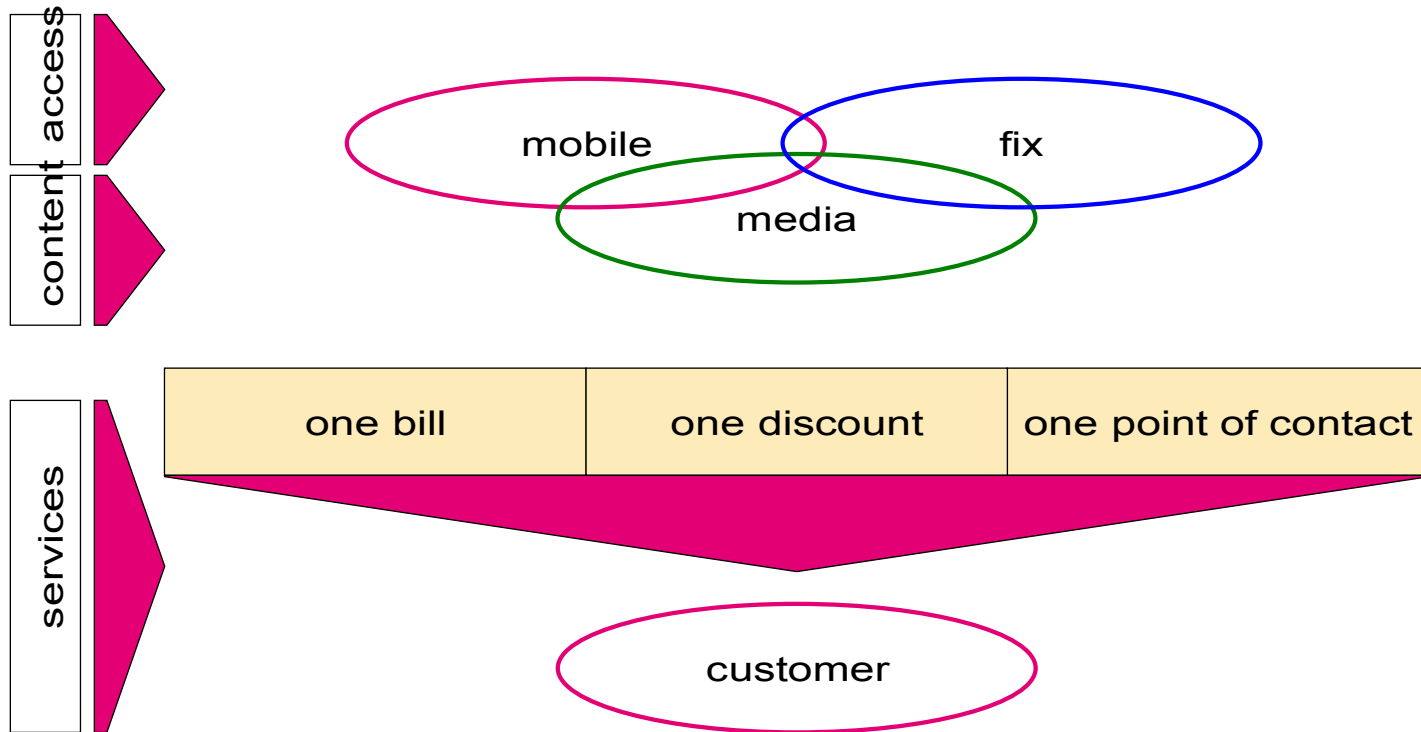 access
content
mobile
fix
media
one bill
one discount
one point of contact
services
customer